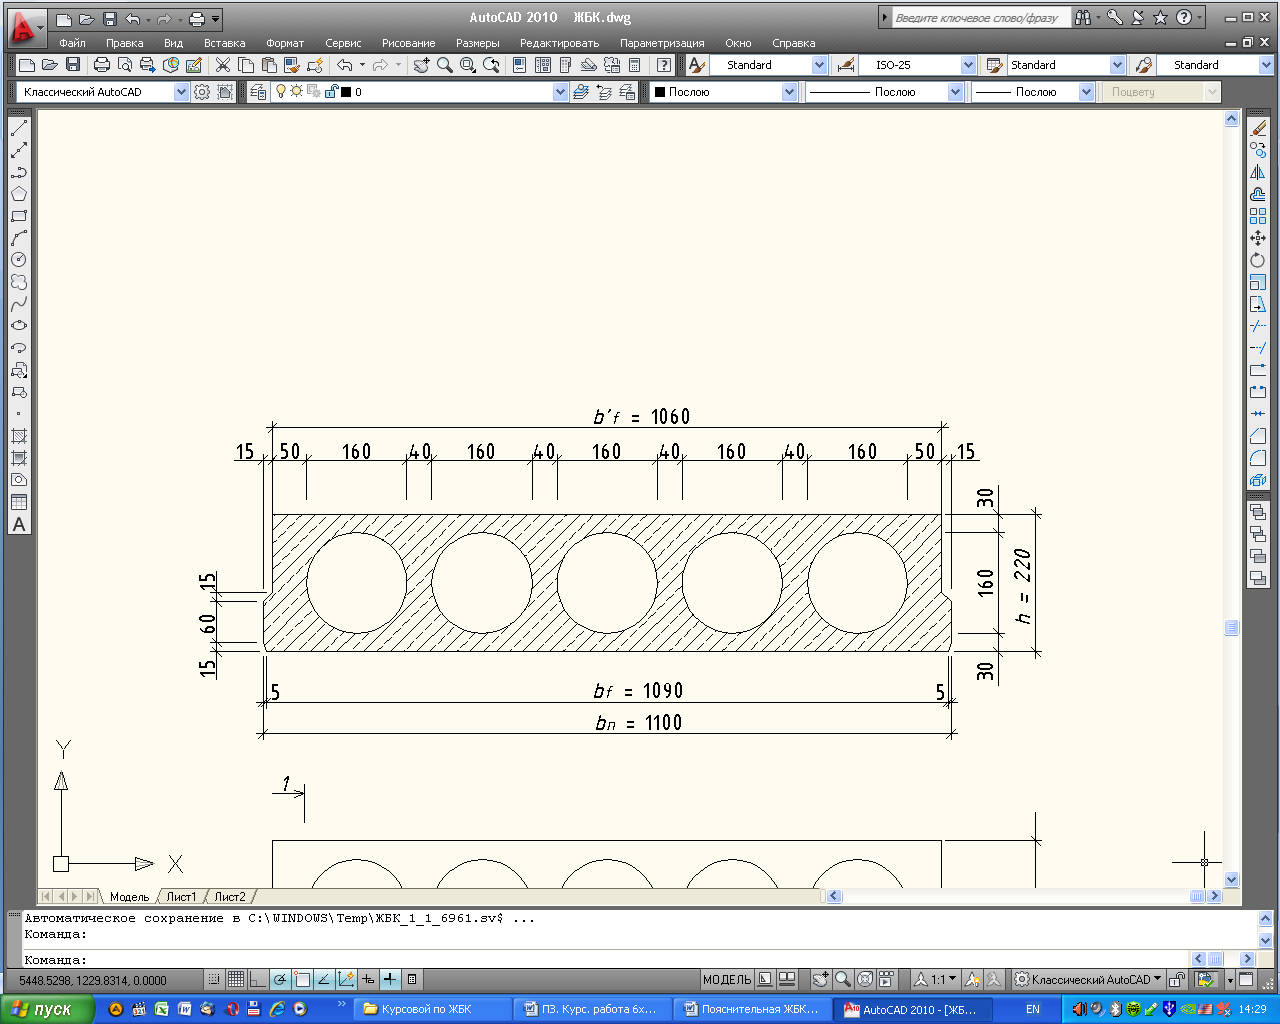 AutoCAD 2010 ЖБК.dwg
Введите ключевое слово/фразу
Файл Правка Вид Вставка Формат Сервис Рисование Размеры Редактировать Параметризация Окно Справка
Standard ISO-25 Standard Standard
Классический AutoCAD 0 Послою Послою Послою Поцвету
b'f = 1060
15 50 160 40 160 40 160 40 160 40 160 50 15
30
15
160
h = 220
60
15
30
5 bf = 1090 5
bп = 1100
Y
1
X
A
Модель Лист1 Лист2
Автоматическое сохранение в C:\WINDOWS\Temp\ЖБК_1_1_6961.sv$ ...
Команда:
Команда:
5448.5298, 1229.8314, 0.0000 МОДЕЛЬ 1:1 Классический AutoCAD
пуск Курсовой по ЖБК ПЗ. Курс. работа 6х... Пояснительная ЖБК... AutoCAD 2010 - [ЖБ... EN 14:29